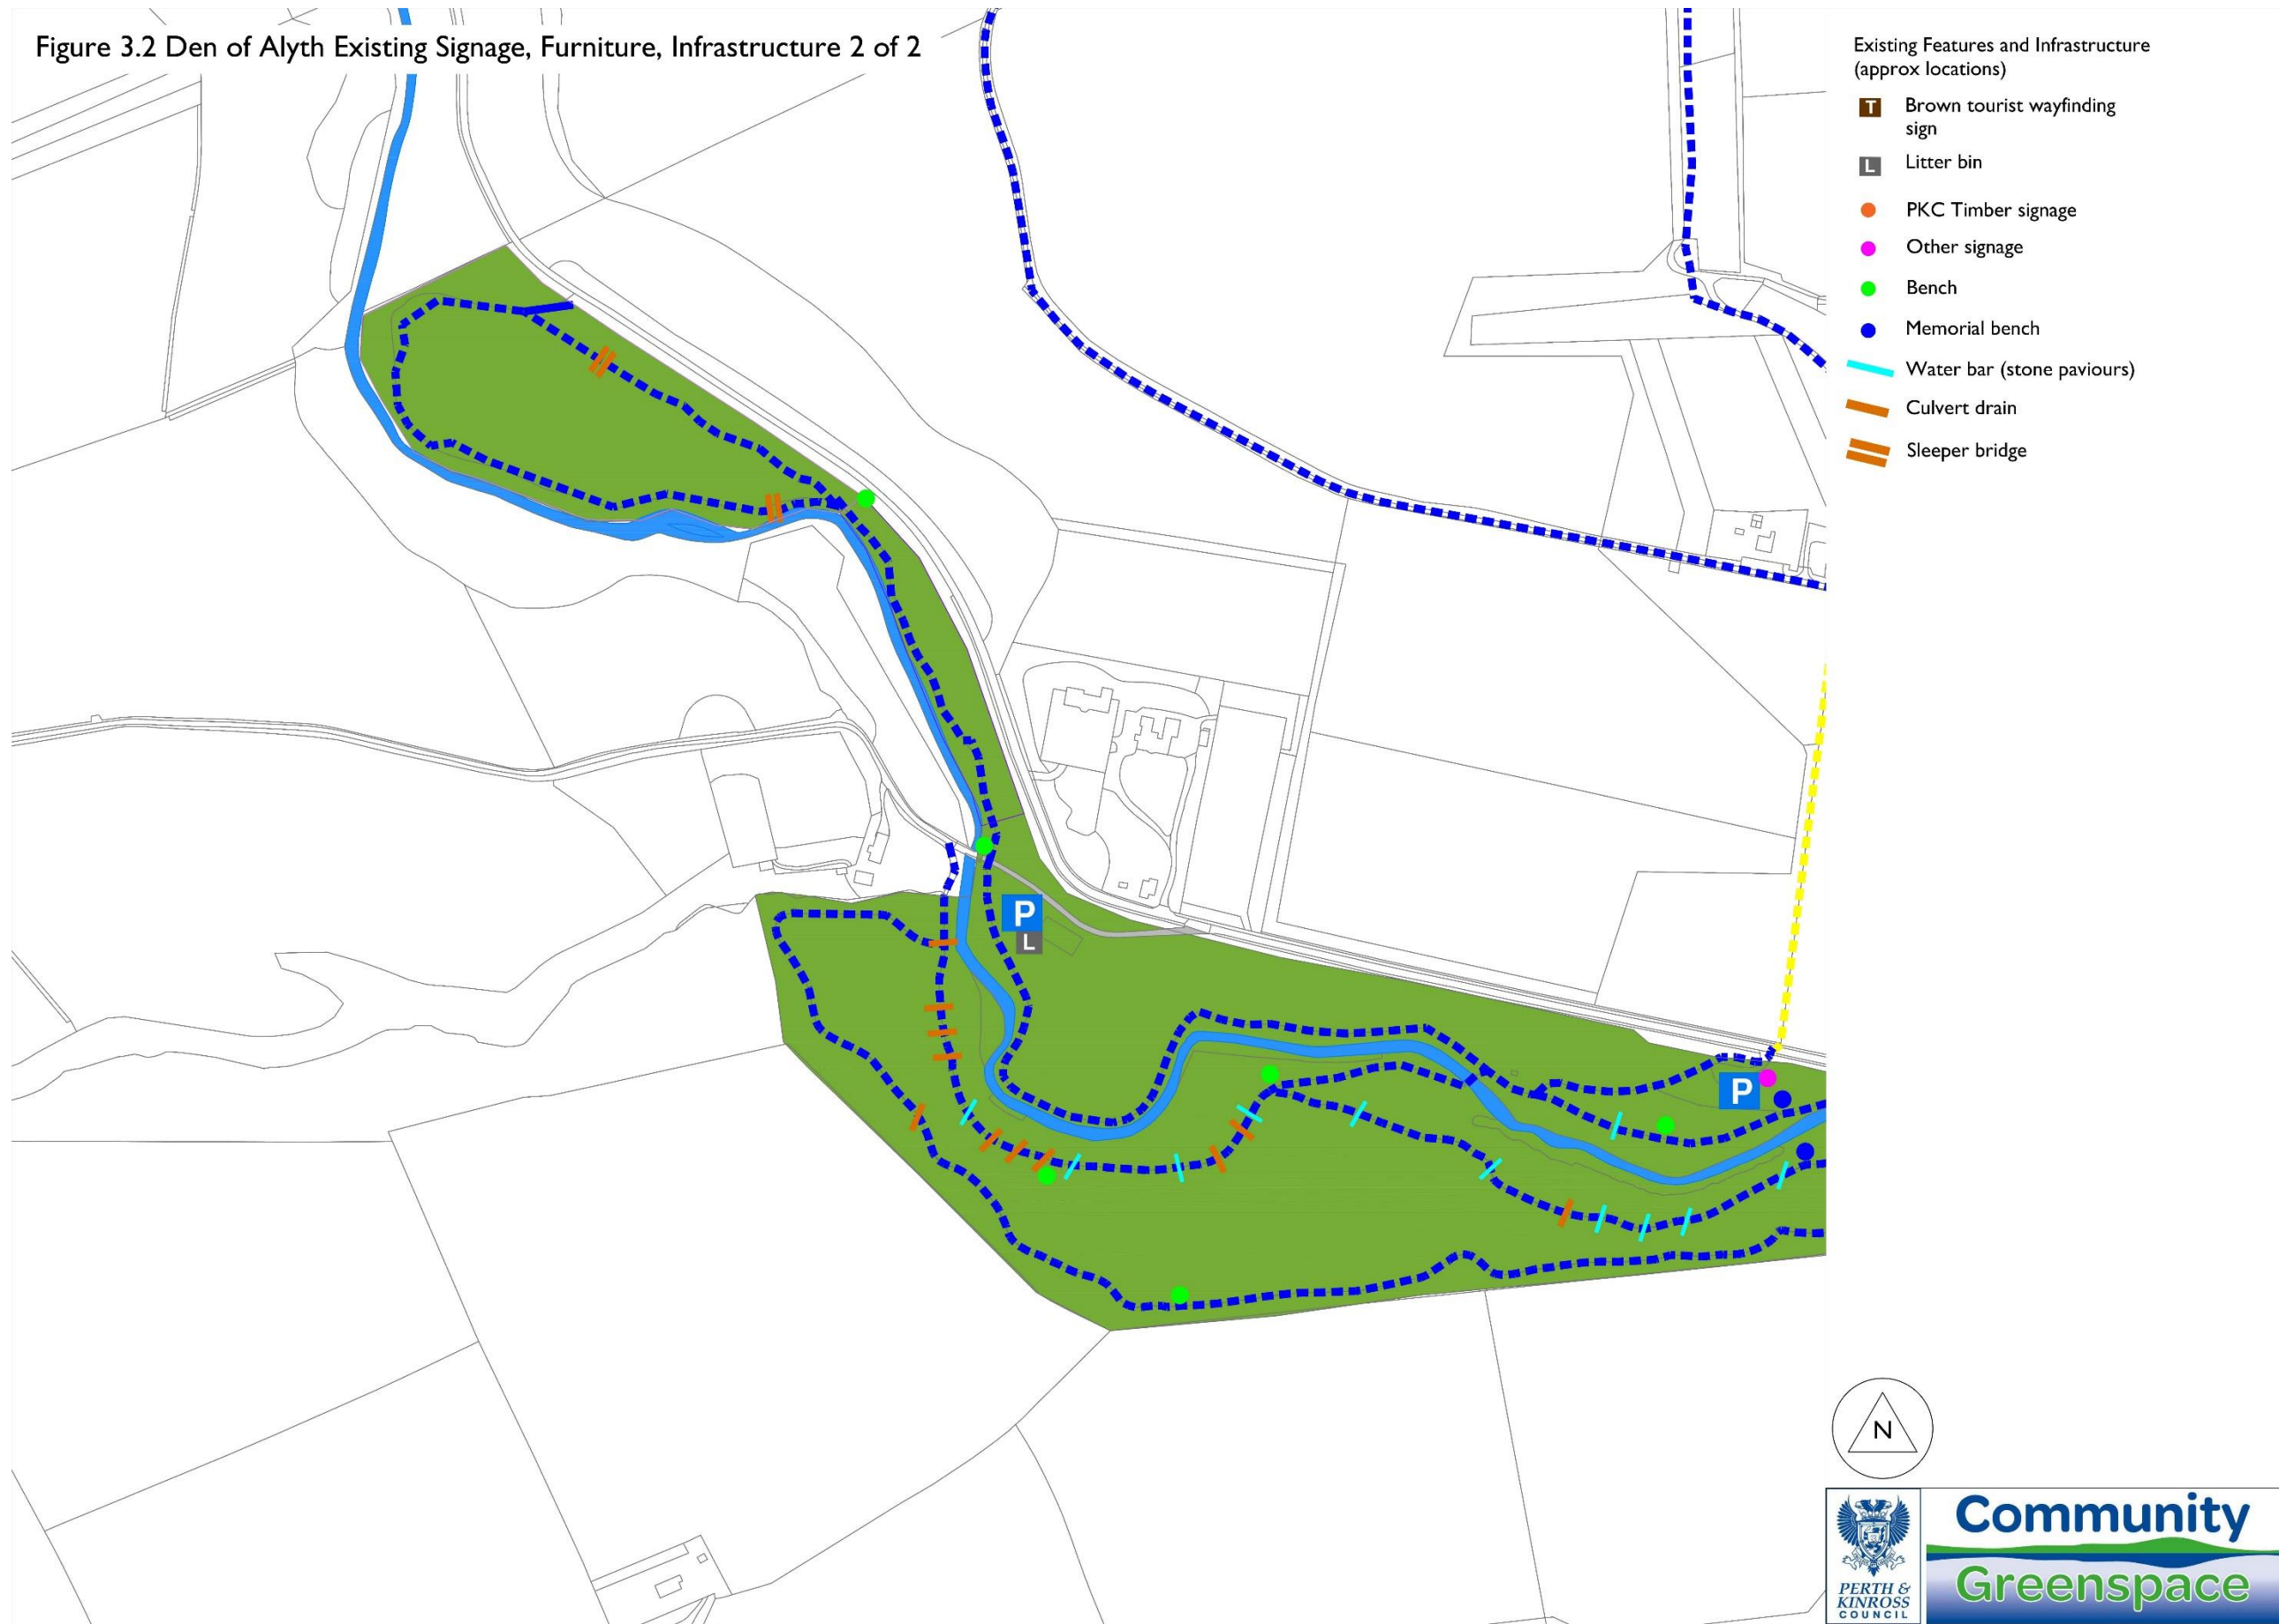 Figure 3.2 Den of Alyth Existing Signage, Furniture, Infrastructure 2 of 2
Existing Features and Infrastructure
(approx locations)
T Brown tourist wayfinding
sign
L Litter bin
PKC Timber signage
Other signage
Bench
Memorial bench
Water bar (stone paviours)
Culvert drain
Sleeper bridge
P
L
P
N
PERTH &
KINROSS
COUNCIL
Community
Greenspace